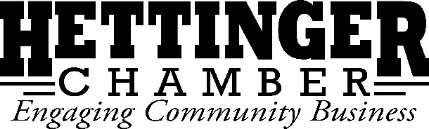 HETTINGER
CHAMBER
Engaging Community Business